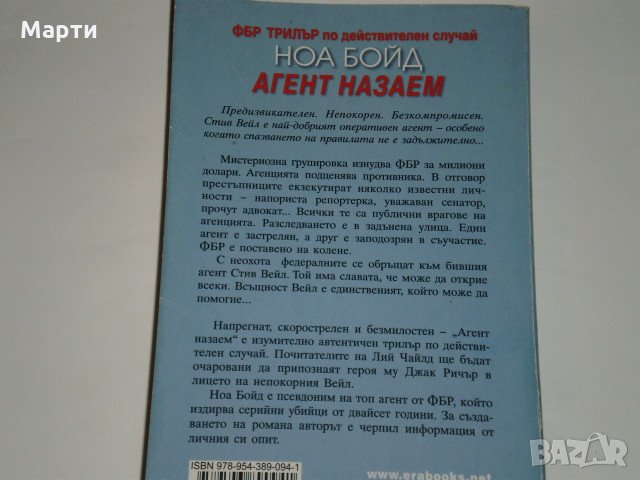 Марти
ФБР ТРИЛЪР по действителен случай
НОА БОЙД
АГЕНТ НАЗАЕМ
Предизвикателен. Непокорен. Безкомпромисен.
Стив Вейл е най-добрият оперативен агент – особено
когато спазването на правилата не е задължително...
Мистериозна групировка изнудва ФБР за милиони
долари. Агенцията подценява противника. В отговор
престъпниците екзекутират няколко известни лич-
ности – напориста репортерка, уважаван сенатор,
прочут адвокат... Всички те са публични врагове на
агенцията. Разследването е в задънена улица. Един
агент е застрелян, а друг е заподозрян в съучастие.
ФБР е поставено на колене.
С неохота федералните се обръщат към бившия
агент Стив Вейл. Той има славата, че може да открие
всеки. Всъщност Вейл е единственият, който може да
помогне...
Напрегнат, скорострелен и безмилостен – „Агент
назаем“ е изумително автентичен трилър по действи-
телен случай. Почитателите на Лий Чайлд ще бъдат
очаровани да припознаят героя му Джак Ричър в
лицето на непокорния Вейл.
Ноа Бойд е псевдоним на топ агент от ФБР, който
издирва серийни убийци от двайсет години. За създа-
ването на романа авторът е черпил информация от
личния си опит.
ISBN 978-954-389-094-1
www.erabooks.net
BAZAR